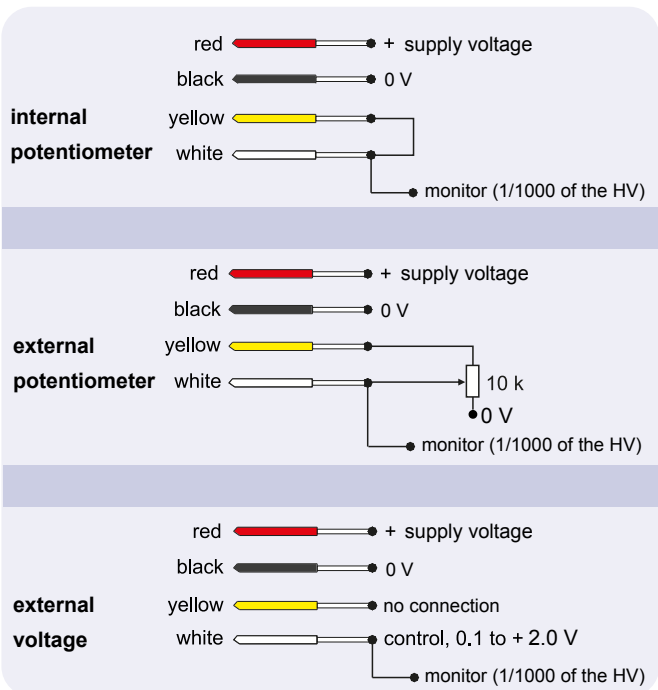 red + supply voltage
black 0 V
internal yellow
potentiometer white
monitor (1/1000 of the HV)
red + supply voltage
black 0 V
external yellow
potentiometer white 10 k
0 V
monitor (1/1000 of the HV)
red + supply voltage
black 0 V
external yellow no connection
voltage white control, 0.1 to + 2.0 V
monitor (1/1000 of the HV)